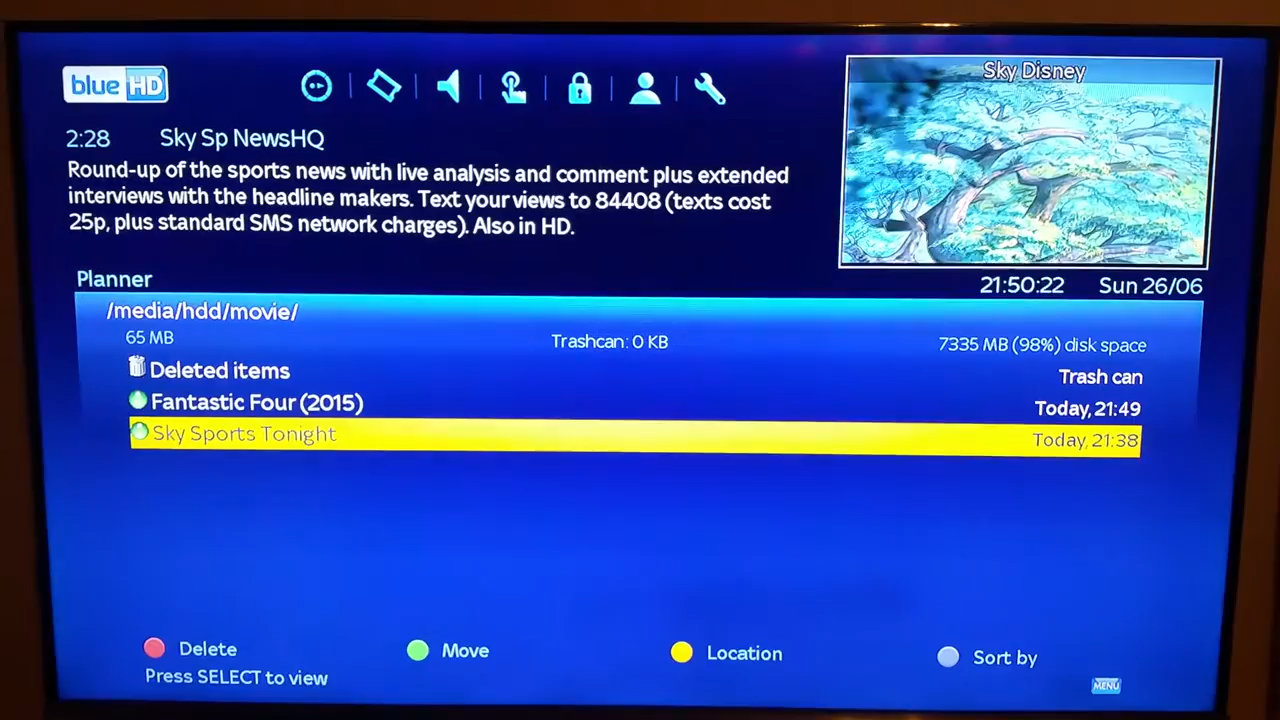 blue HD
Sky Disney
2:28 Sky Sp NewsHQ
Round-up of the sports news with live analysis and comment plus extended
interviews with the headline makers. Text your views to 84408 (texts cost
25p, plus standard SMS network charges). Also in HD.
Planner 21:50:22 Sun 26/06
/media/hdd/movie/
65 MB Trashcan: 0 KB 7335 MB (98%) disk space
Deleted items Trash can
Fantastic Four (2015) Today, 21:49
Sky Sports Tonight Today, 21:38
Delete Move Location Sort by
Press SELECT to view
MENU